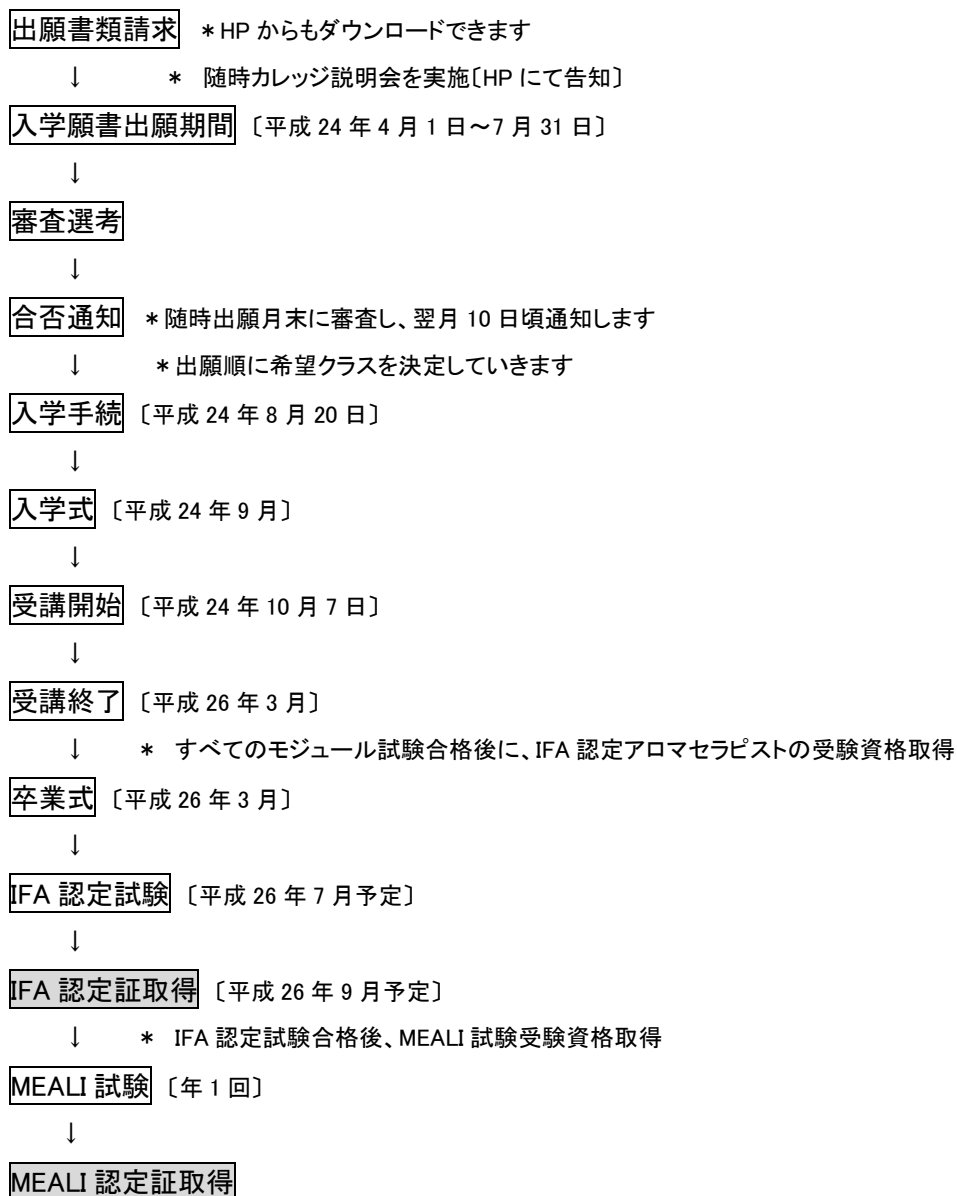 出願書類請求 ＊HP からもダウンロードできます
↓ ＊ 随時カレッジ説明会を実施〔HP にて告知〕
入学願書出願期間 〔平成 24 年 4 月 1 日～7 月 31 日〕
↓
審査選考
↓
合否通知 ＊随時出願月末に審査し、翌月 10 日頃通知します
↓ ＊出願順に希望クラスを決定していきます
入学手続 〔平成 24 年 8 月 20 日〕
↓
入学式 〔平成 24 年 9 月〕
↓
受講開始 〔平成 24 年 10 月 7 日〕
↓
受講終了 〔平成 26 年 3 月〕
↓ ＊ すべてのモジュール試験合格後に、IFA 認定アロマセラピストの受験資格取得
卒業式 〔平成 26 年 3 月〕
↓
IFA 認定試験 〔平成 26 年 7 月予定〕
↓
IFA 認定証取得 〔平成 26 年 9 月予定〕
↓ ＊ IFA 認定試験合格後、MEALI 試験受験資格取得
MEALI 試験 〔年 1 回〕
↓
MEALI 認定証取得